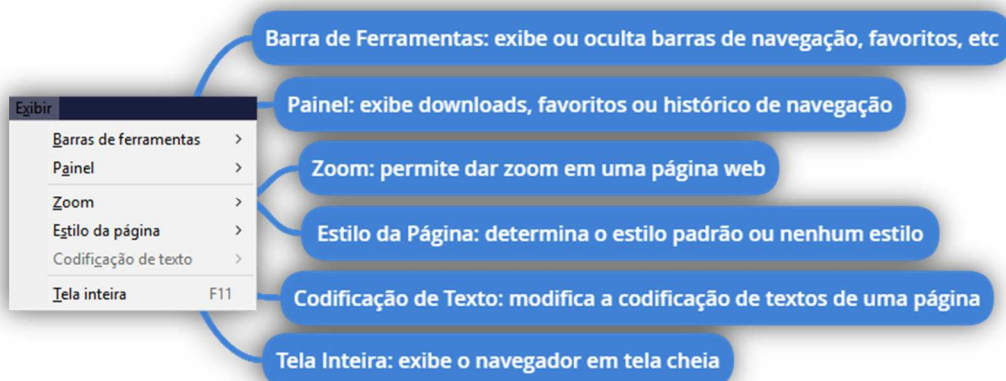 Barra de Ferramentas: exibe ou oculta barras de navegação, favoritos, etc
Painel: exibe downloads, favoritos ou histórico de navegação
Exibir
Barras de ferramentas >
Painel >
Zoom >
Estilo da página >
Codificação de texto >
Tela inteira F11
Zoom: permite dar zoom em uma página web
Estilo da Página: determina o estilo padrão ou nenhum estilo
Codificação de Texto: modifica a codificação de textos de uma página
Tela Inteira: exibe o navegador em tela cheia